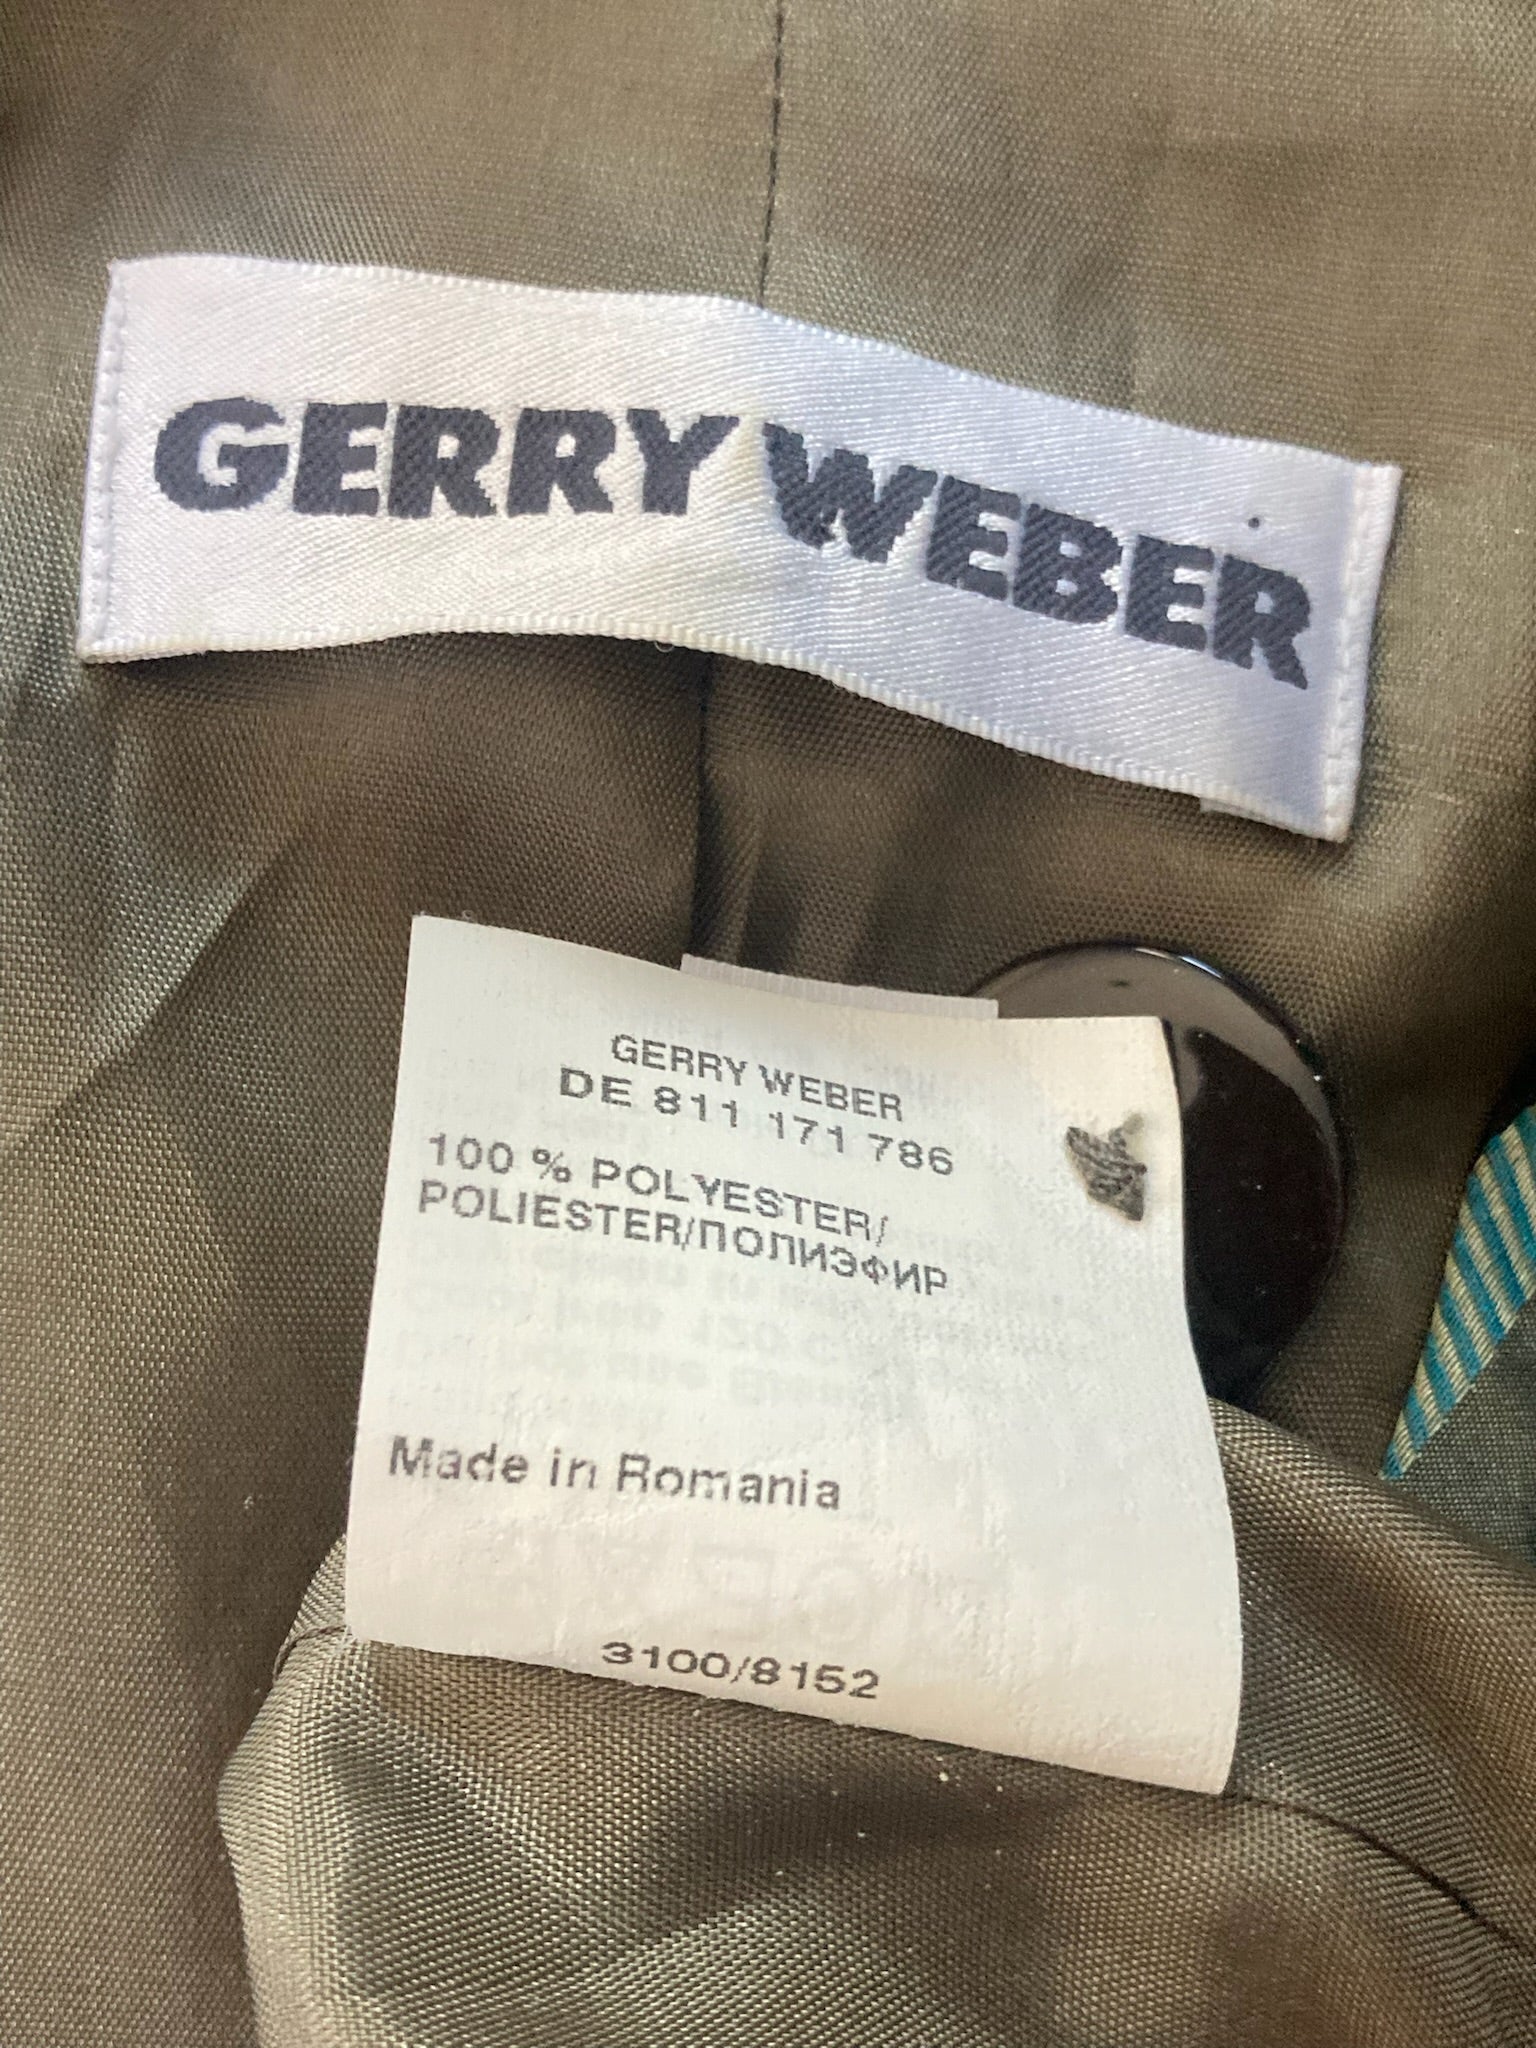 GERRY WEBER
GERRY WEBER
DE 811 171 786
100 % POLYESTER/
POLIESTER/ПОЛИЭФИР
Made in Romania
3100/8152